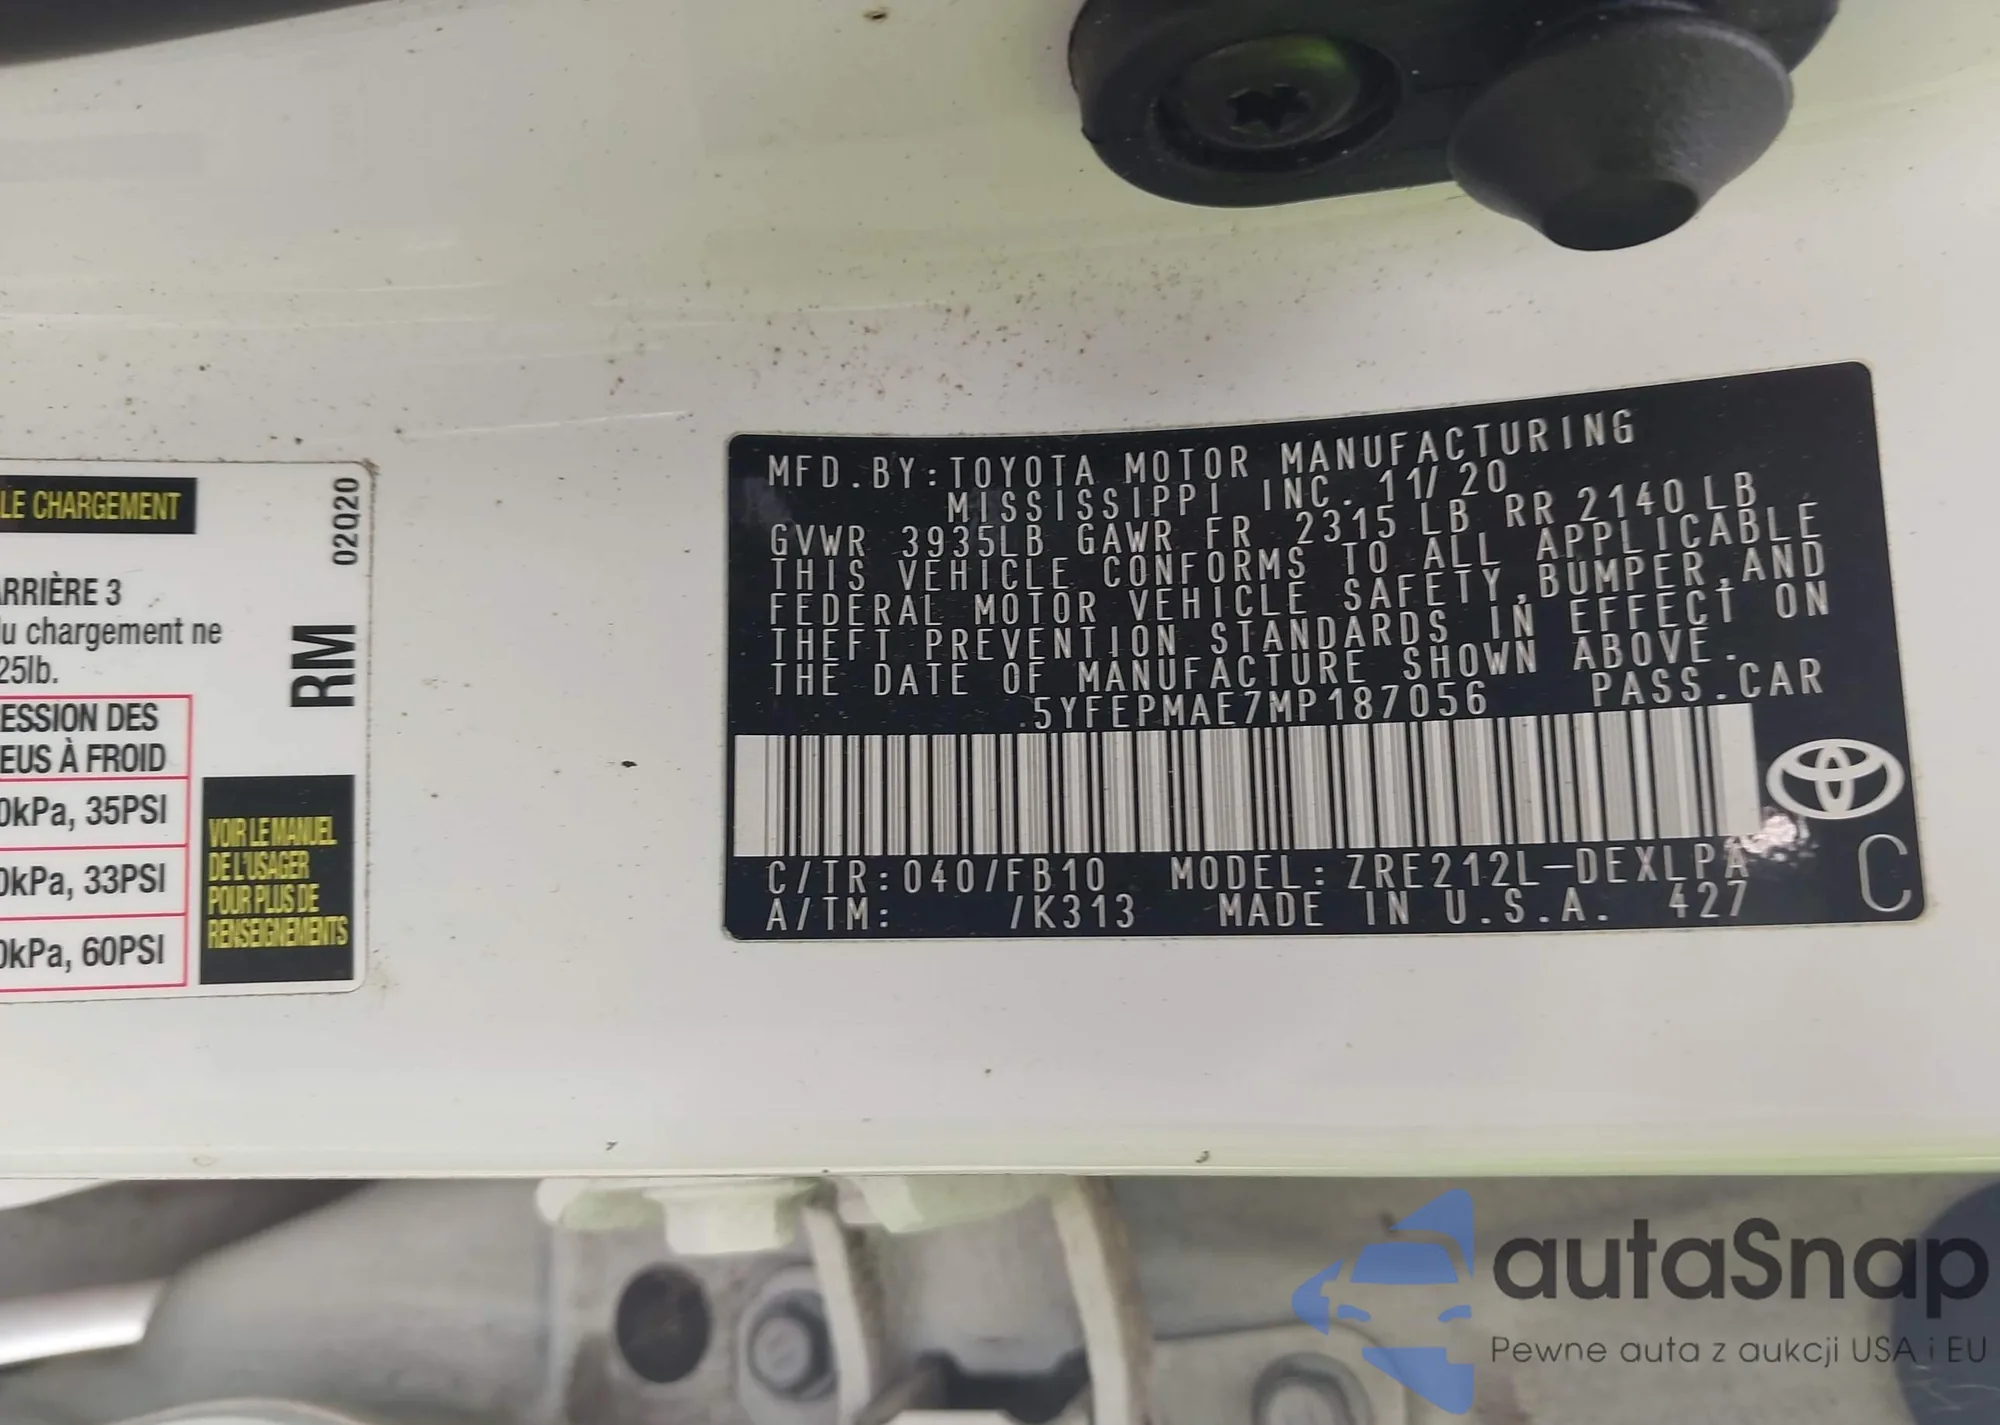 LE CHARGEMENT
02Q20
RRIÈRE 3
u chargement ne
25lb.
RM
ESSION DES
EUS À FROID
0kPa, 35PSI
0kPa, 33PSI
0kPa, 60PSI
VOIR LE MANUEL
DE L'USAGER
POUR PLUS DE
RENSEIGNEMENTS
MFD.BY:TOYOTA MOTOR MANUFACTURING
MISSISSIPPI INC. 11/20
GVWR 3935LB GAWR FR 2315 LB RR 2140 LB
THIS VEHICLE CONFORMS TO ALL APPLICABLE
FEDERAL MOTOR VEHICLE SAFETY,BUMPER,AND
THEFT PREVENTION STANDARDS IN EFFECT ON
THE DATE OF MANUFACTURE SHOWN ABOVE.
5YFEPMAE7MP187056 PASS.CAR
C/TR:040/FB10 MODEL:ZRE212L-DEXLPA
A/TM: /K313 MADE IN U.S.A. 427
C
autaSnap
Pewne auta z aukcji USA i EU